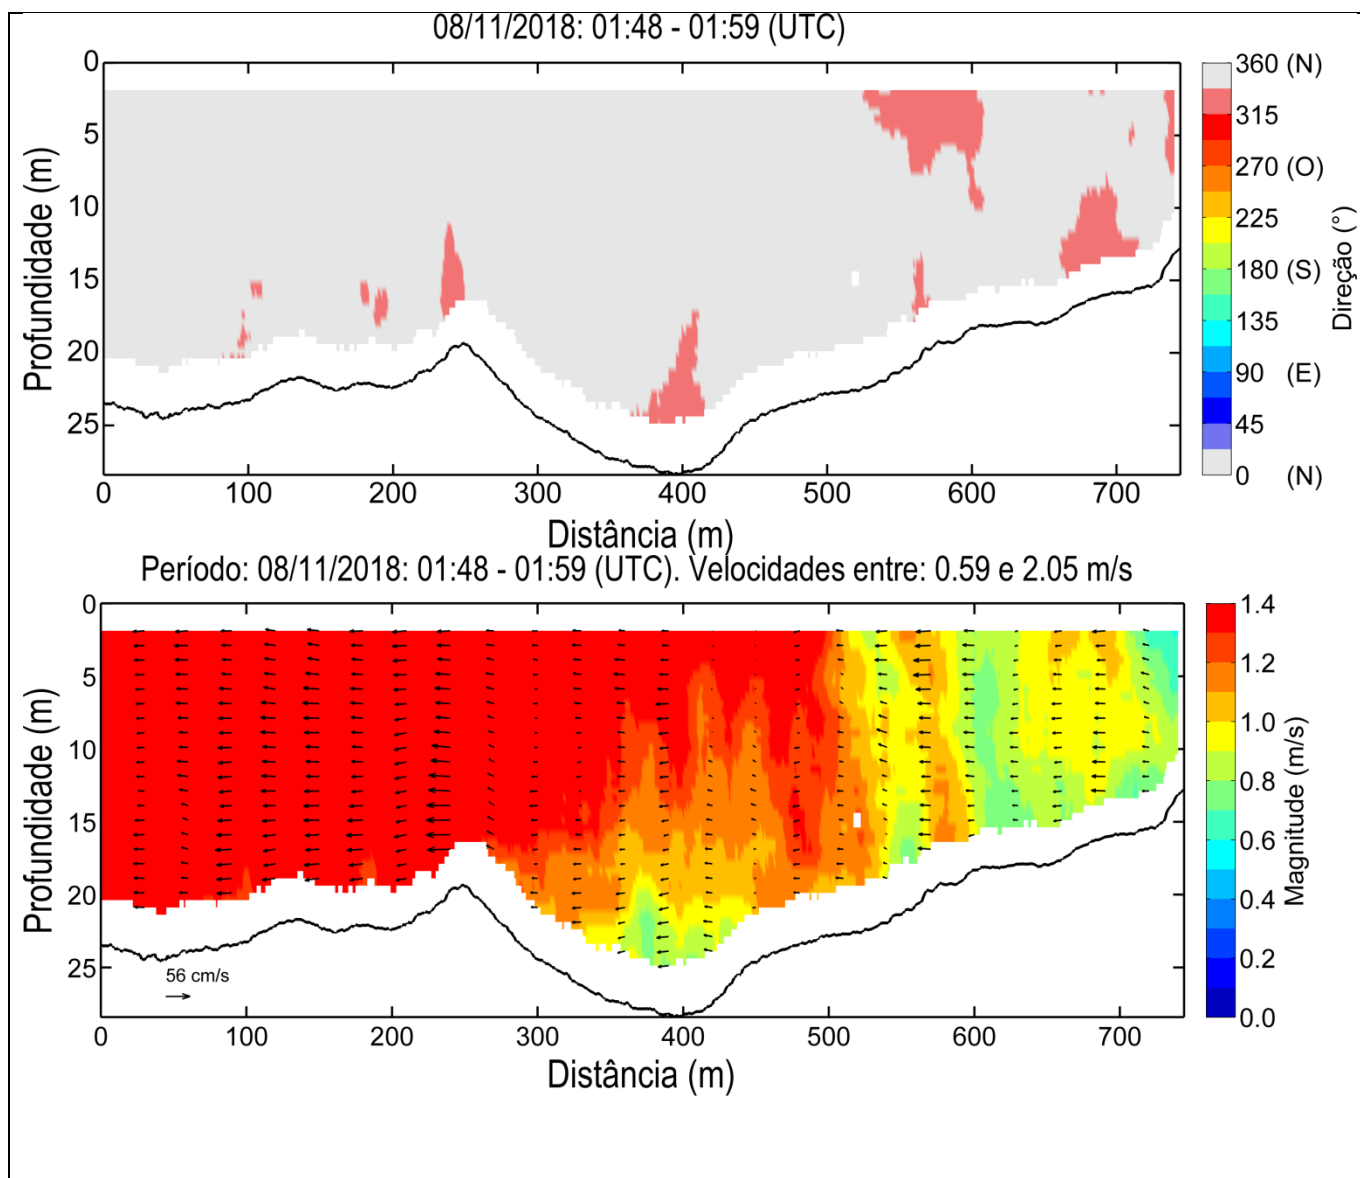 08/11/2018: 01:48 - 01:59 (UTC)
Profundidade (m)
0
5
10
15
20
25
0 100 200 300 400 500 600 700
Distância (m)
360 (N)
315
270 (O)
225
180 (S)
135
90 (E)
45
0 (N)
Direção (°)
Período: 08/11/2018: 01:48 - 01:59 (UTC). Velocidades entre: 0.59 e 2.05 m/s
Profundidade (m)
0
5
10
15
20
25
56 cm/s
0 100 200 300 400 500 600 700
Distância (m)
1.4
1.2
1.0
0.8
0.6
0.4
0.2
0.0
Magnitude (m/s)